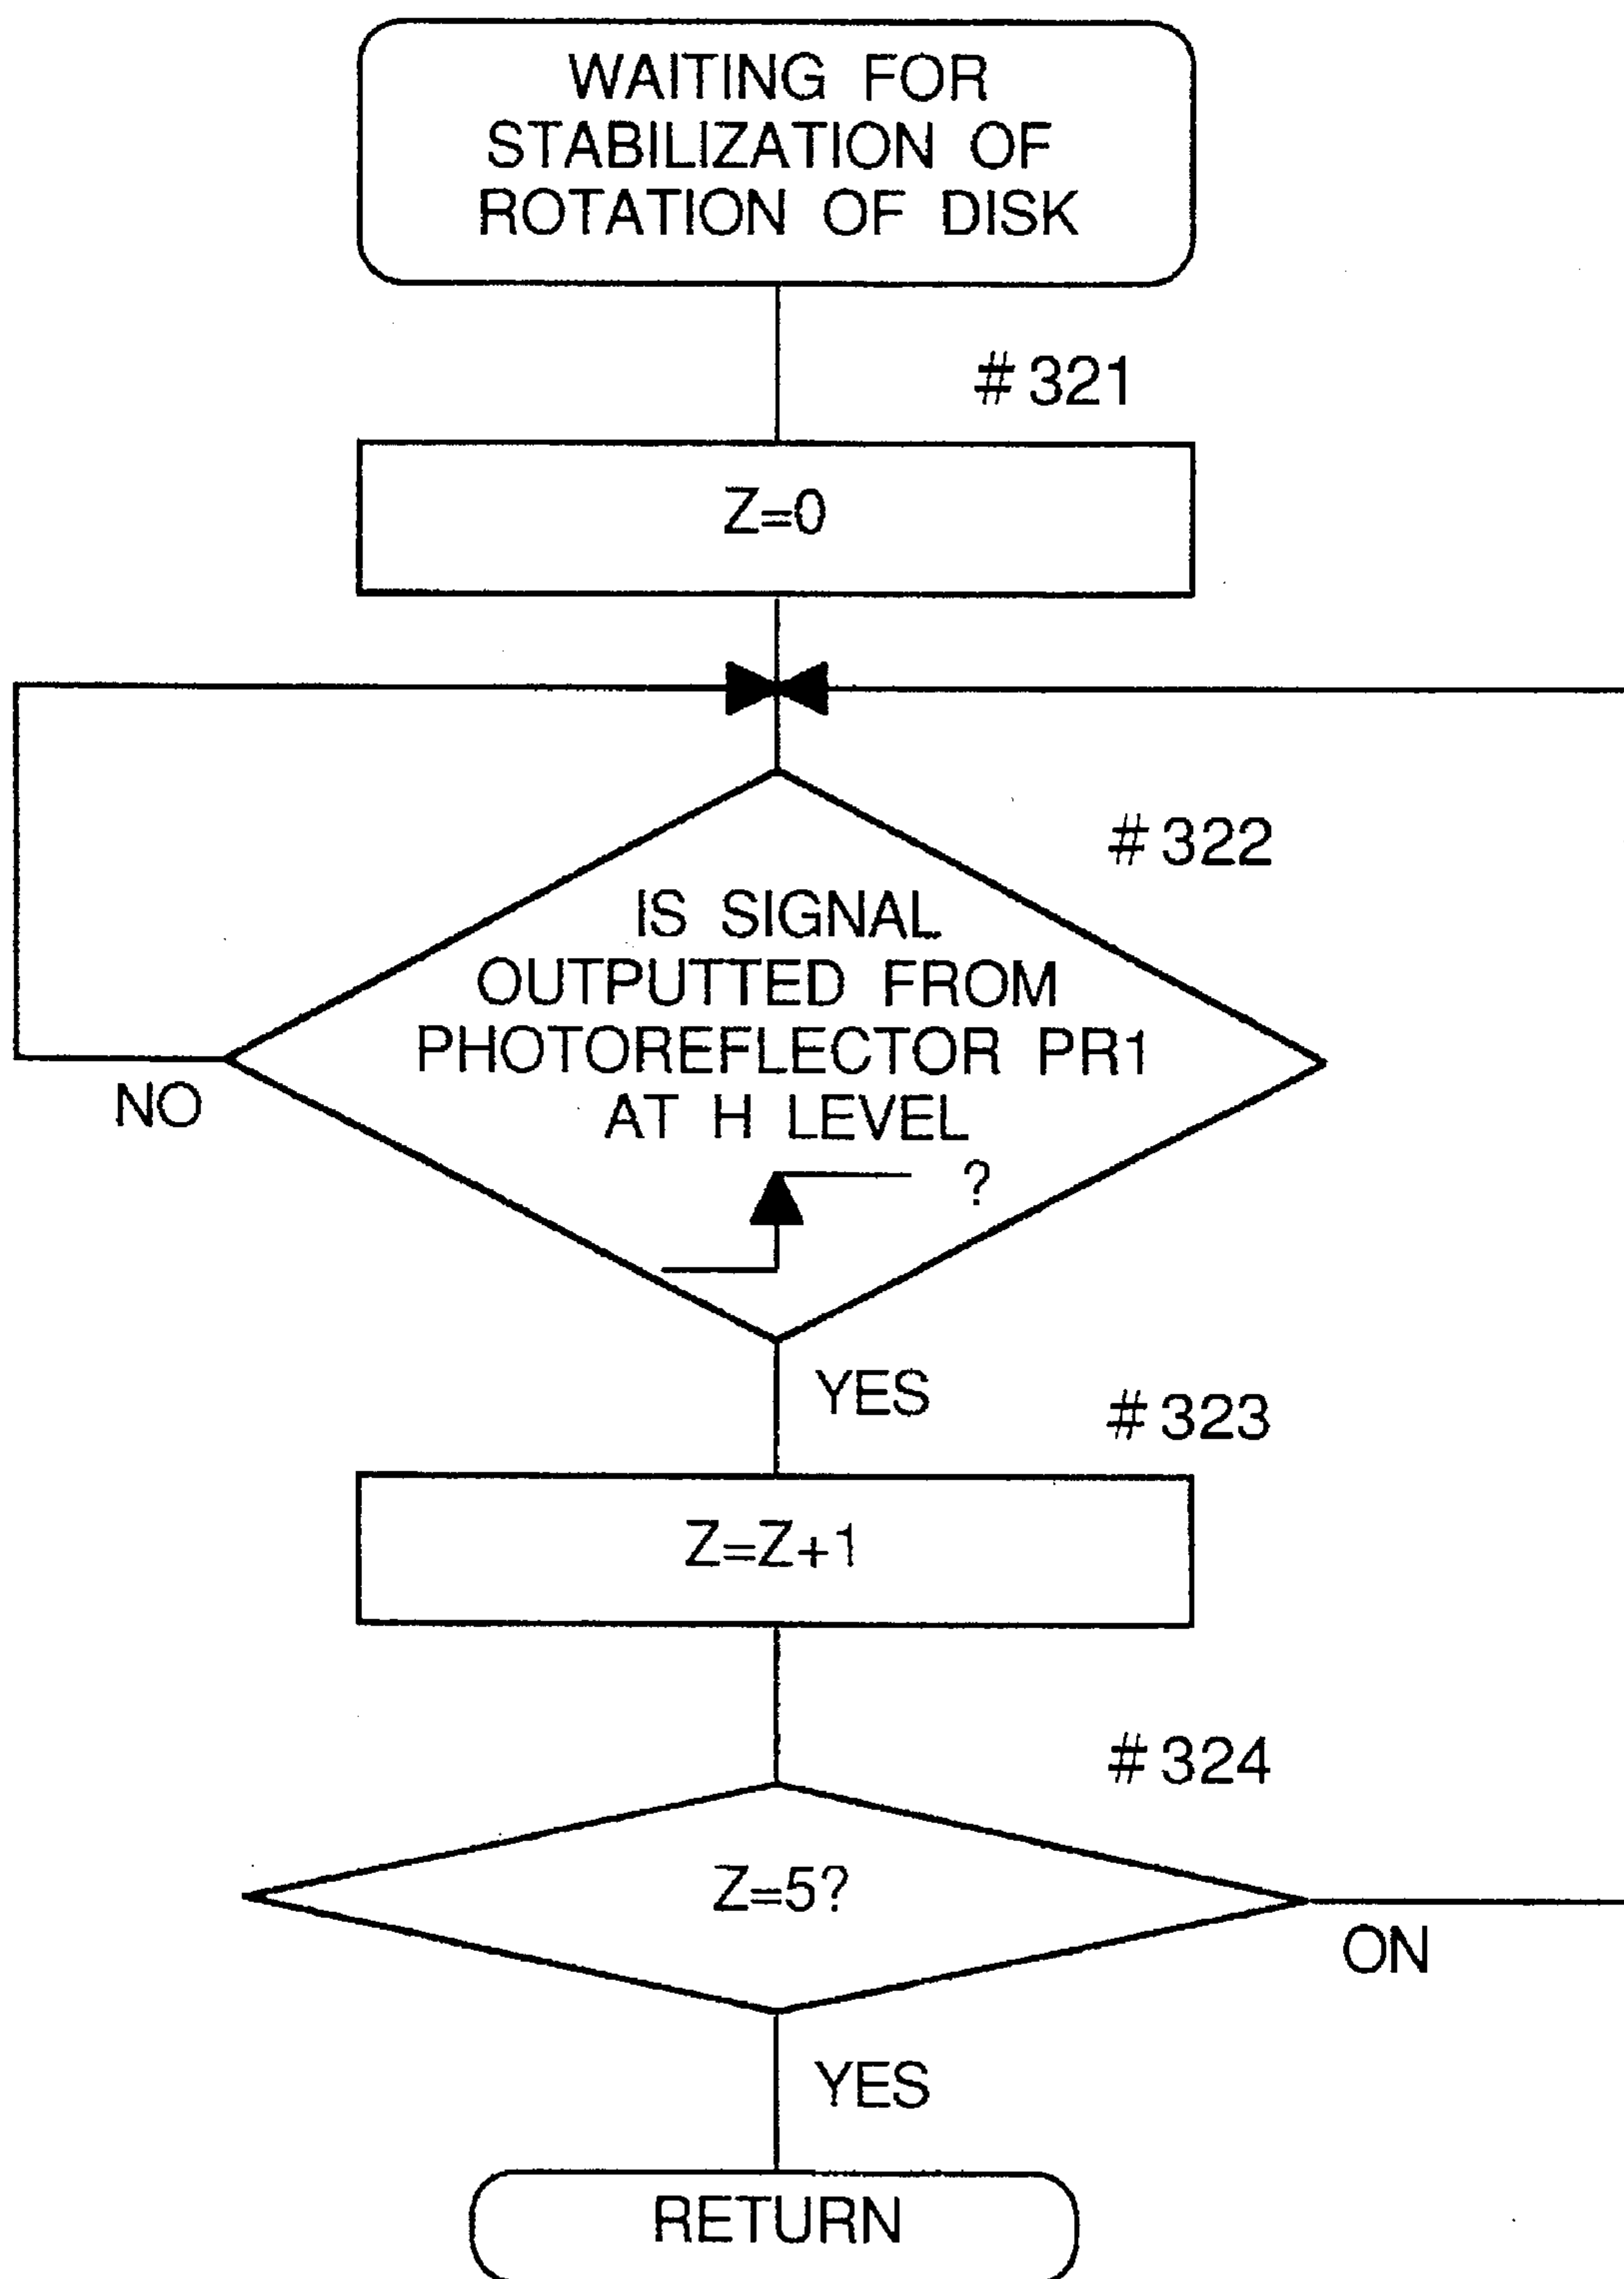 WAITING FOR
STABILIZATION OF
ROTATION OF DISK
#321
Z=0
#322
IS SIGNAL
OUTPUTTED FROM
PHOTOREFLECTOR PR1
AT H LEVEL
?
NO
YES
#323
Z=Z+1
#324
Z=5?
ON
YES
RETURN